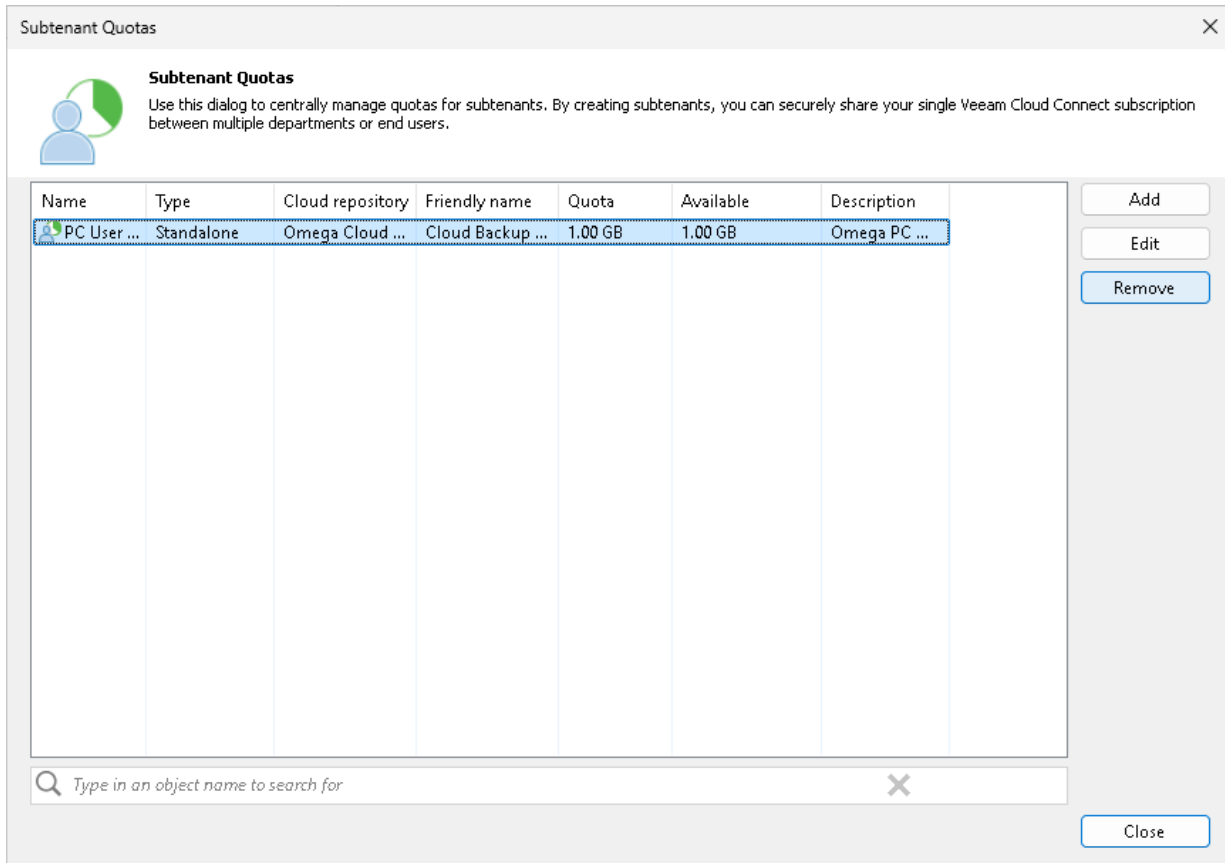 Subtenant Quotas
Subtenant Quotas
Use this dialog to centrally manage quotas for subtenants. By creating subtenants, you can securely share your single Veeam Cloud Connect subscription
between multiple departments or end users.
Name Type Cloud repository Friendly name Quota Available Description
PC User ... Standalone Omega Cloud ... Cloud Backup ... 1.00 GB 1.00 GB Omega PC ...
Add
Edit
Remove
Type in an object name to search for
Close